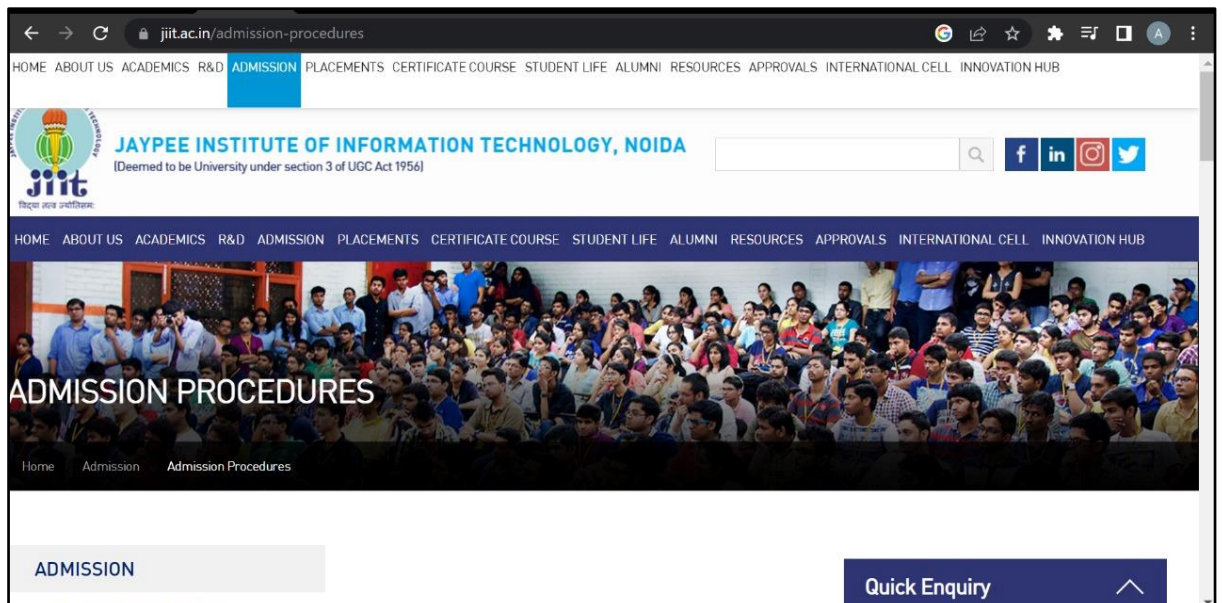 jiit.ac.in/admission-procedures
A
HOME ABOUT US ACADEMICS R&D ADMISSION PLACEMENTS CERTIFICATE COURSE STUDENT LIFE ALUMNI RESOURCES APPROVALS INTERNATIONAL CELL INNOVATION HUB
JAYPEE INSTITUTE OF INFORMATION TECHNOLOGY, NOIDA
(Deemed to be University under section 3 of UGC Act 1956)
jiit
विद्या तत्व ज्योतिसम:
HOME ABOUT US ACADEMICS R&D ADMISSION PLACEMENTS CERTIFICATE COURSE STUDENT LIFE ALUMNI RESOURCES APPROVALS INTERNATIONAL CELL INNOVATION HUB
ADMISSION PROCEDURES
Home Admission Admission Procedures
ADMISSION
Quick Enquiry